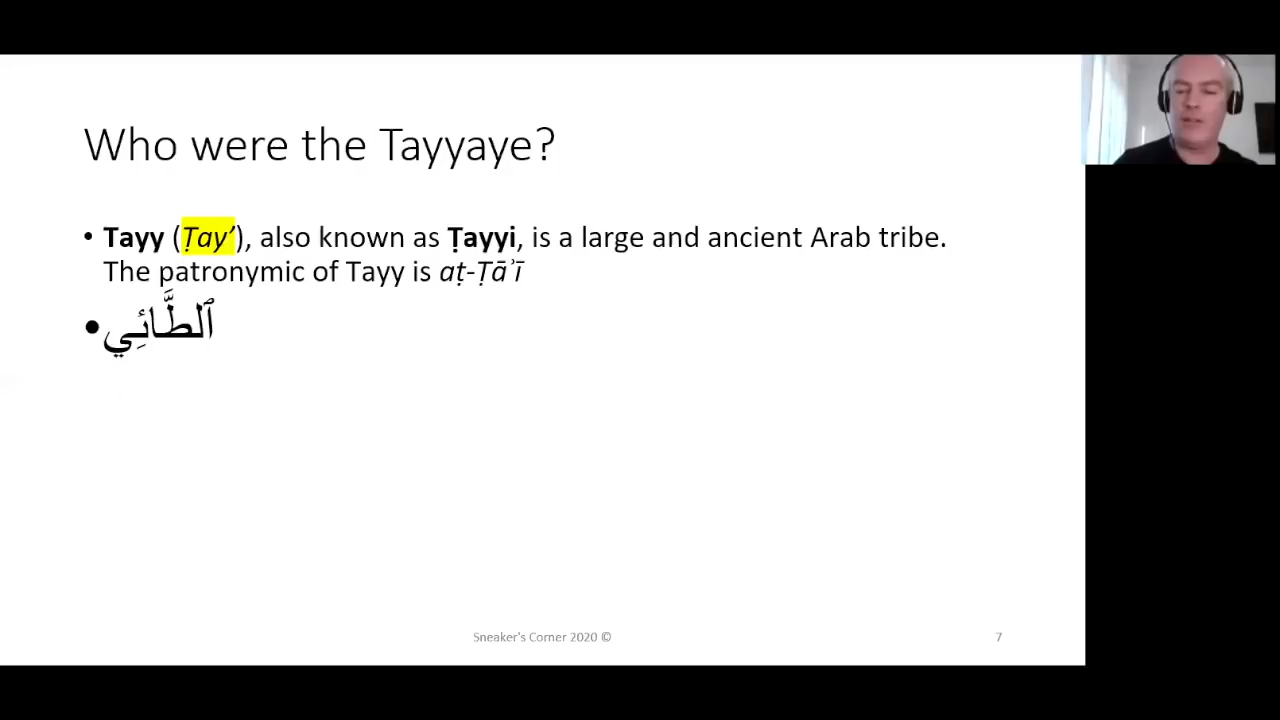 Who were the Tayyaye?
• Tayy (Ṭay’), also known as Ṭayyi, is a large and ancient Arab tribe.
The patronymic of Tayy is aṭ-Ṭāʾī
• ٱلطَّائِي
Sneaker's Corner 2020 ©
7